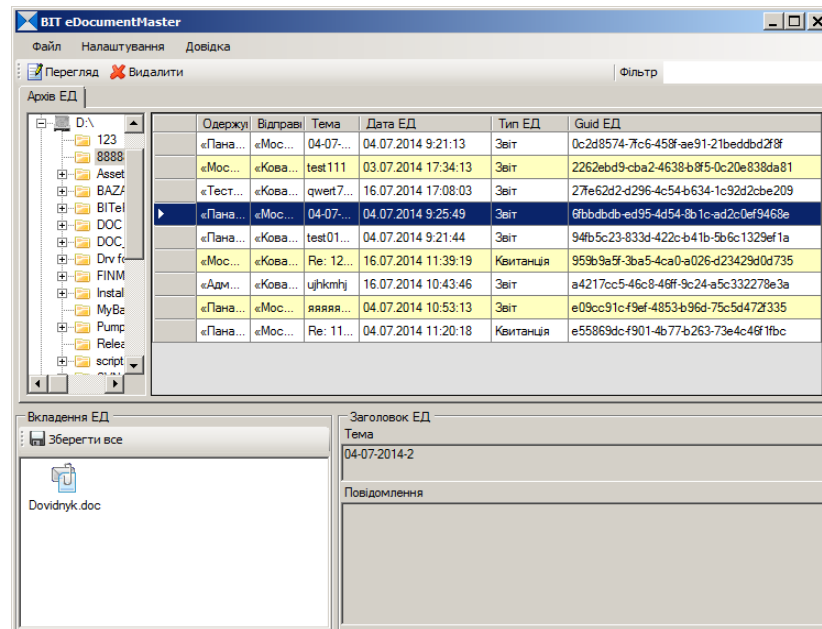 BIT eDocumentMaster
Файл Налаштування Довідка
Перегляд Видалити Фільтр
Архів ЕД
D:\
123
8888
Asset
BAZA
BITeI
DOC
DOC_
Drv fo
FINM
Instal
MyBa
Pump
Relea
script
Одержу Відправі Тема Дата ЕД Тип ЕД Guid ЕД
«Пана... «Мос... 04-07-... 04.07.2014 9:21:13 Звіт 0c2d8574-7fc6-458f-ae91-21beddbd2f8f
«Мос... «Кова... test111 03.07.2014 17:34:13 Звіт 2262ebd9-cba2-4638-b8f5-0c20e838da81
«Тест... «Кова... qwert7... 16.07.2014 17:08:03 Звіт 27fe62d2-d296-4c54-b634-1c92d2cbe209
«Пана... «Мос... 04-07-... 04.07.2014 9:25:49 Звіт 6fbbdbdb-ed95-4d54-8b1c-ad2c0ef9468e
«Пана... «Кова... test01... 04.07.2014 9:21:44 Звіт 94fb5c23-833d-422c-b41b-5b6c1329ef1a
«Мос... «Кова... Re: 12... 16.07.2014 11:39:19 Квитанція 959b9a5f-3ba5-4ca0-a026-d23429d0d735
«Адм... «Кова... ujhkmhj 16.07.2014 10:43:46 Звіт a4217cc5-46c8-46ff-9c24-a5c332278e3a
«Пана... «Мос... яяяяя... 04.07.2014 10:53:13 Звіт e09cc91c-f9ef-4853-b96d-75c5d472f335
«Пана... «Мос... Re: 11... 04.07.2014 11:20:18 Квитанція e55869dc-f901-4b77-b263-73e4c46f1fbc
Вкладення ЕД
Зберегти все
Dovidnyk.doc
Заголовок ЕД
Тема
04-07-2014-2
Повідомлення